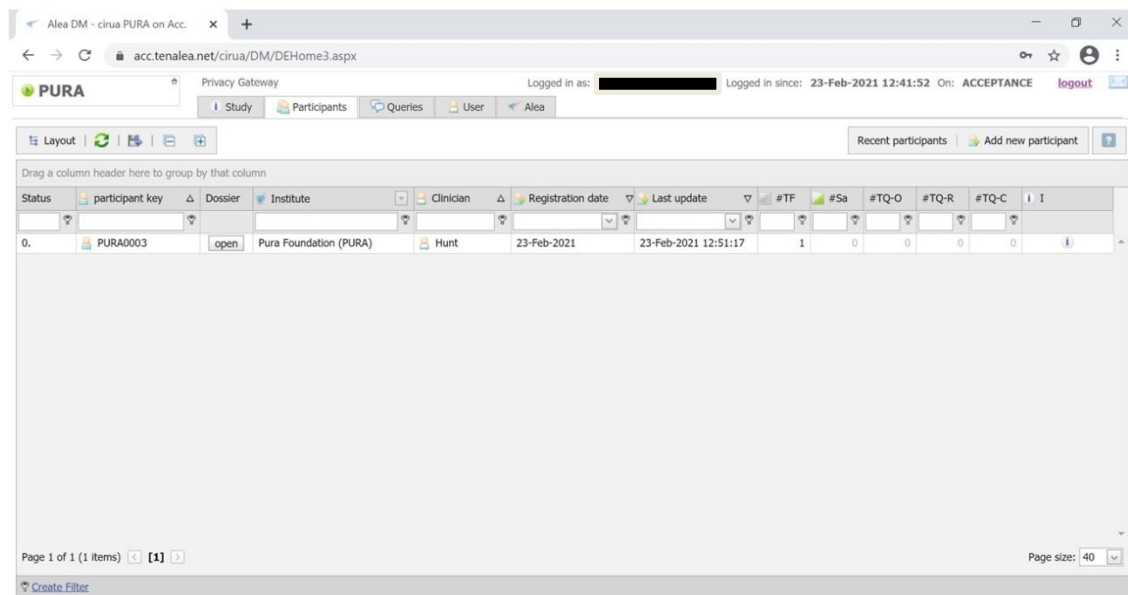 Alea DM - cirua PURA on Acc.
acc.tenalea.net/cirua/DM/DEHome3.aspx
PURA
Privacy Gateway Logged in as: Logged in since: 23-Feb-2021 12:41:52 On: ACCEPTANCE logout
Study Participants Queries User Alea
Layout Recent participants Add new participant
Drag a column header here to group by that column
Status participant key Dossier Institute Clinician Registration date Last update #TF #Sa #TQ-O #TQ-R #TQ-C I
0. PURA0003 open Pura Foundation (PURA) Hunt 23-Feb-2021 23-Feb-2021 12:51:17 1 0 0 0 0
Page 1 of 1 (1 items) < [1] > Page size: 40
Create Filter